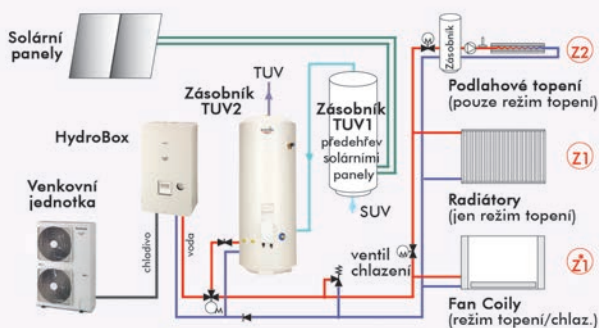 Solární
panely
TUV
Zásobník
TUV2
Zásobník
TUV1
předehřev
solárními
panely
SUV
HydroBox
Venkovní
jednotka
chladivo
voda
M
ventil
chlazení
M
M
Zásobník
Z2
Podlahové topení
(pouze režim topení)
Z1
Radiátory
(jen režim topení)
Z1*
Fan Coily
(režim topení/chlaz.)